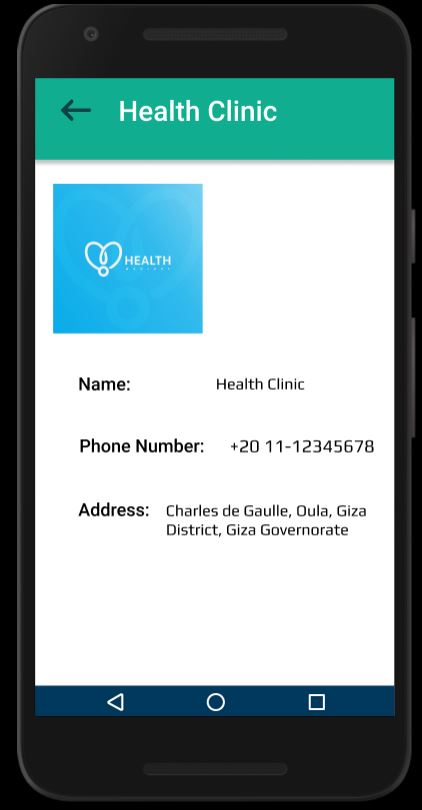 Health Clinic
HEALTH
MEDICAL
Name: Health Clinic
Phone Number: +20 11-12345678
Address: Charles de Gaulle, Oula, Giza
District, Giza Governorate